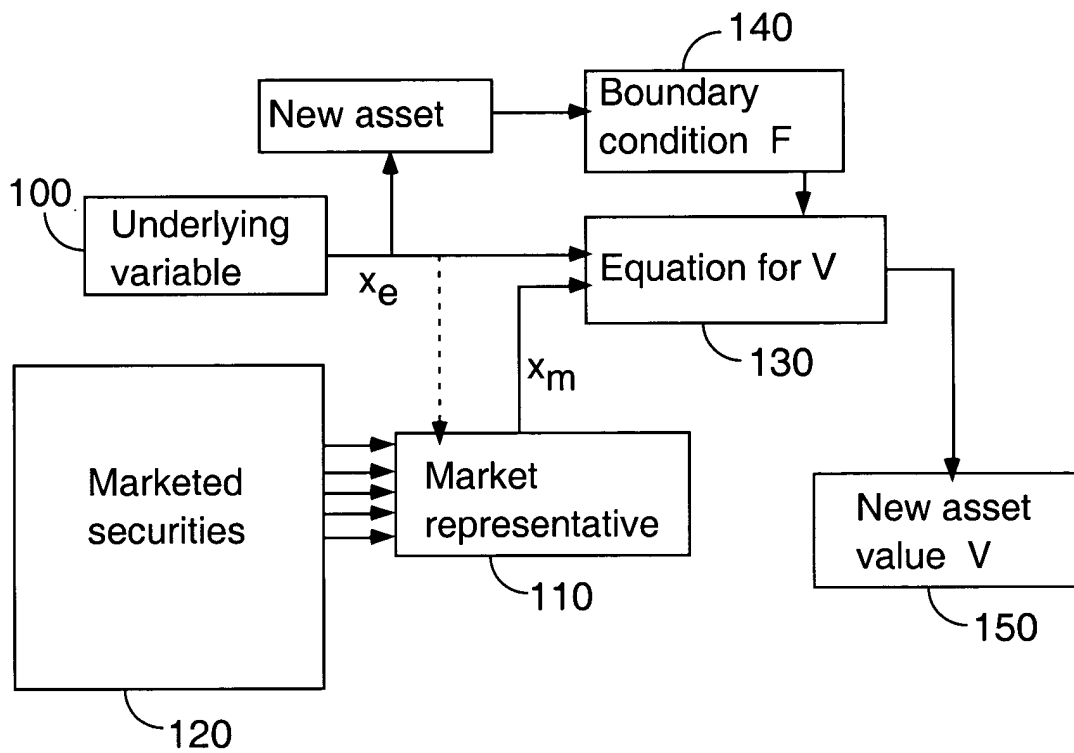 140
New asset
Boundary
condition F
100
Underlying
variable
x_e
Equation for V
130
x_m
Marketed
securities
Market
representative
110
New asset
value V
150
120